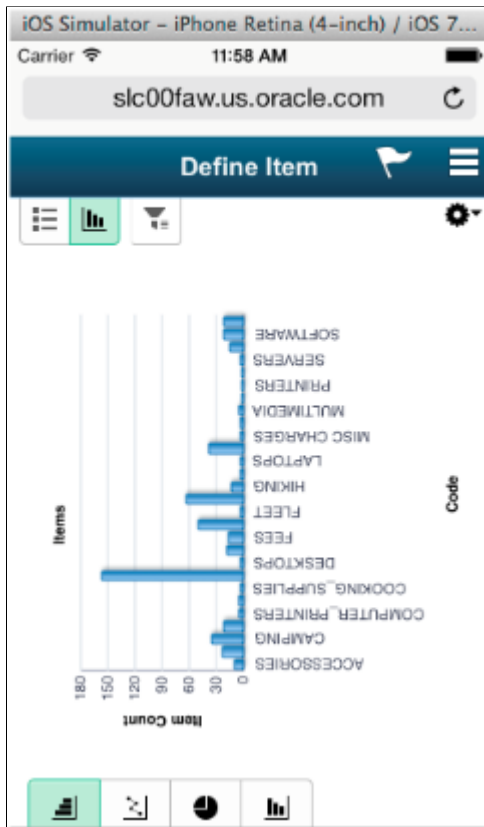 iOS Simulator – iPhone Retina (4-inch) / iOS 7...
Carrier 11:58 AM
slc00faw.us.oracle.com
Define Item
SOFTWARE
SERVERS
PRINTERS
MULTIMEDIA
MISC CHARGES
LAPTOPS
HIKING
FLEET
FEES
DESKTOPS
COOKING_SUPPLIES
COMPUTER_PRINTERS
CAMPING
ACCESSORIES
Items
Code
180 150 120 90 60 30 0
Item Count